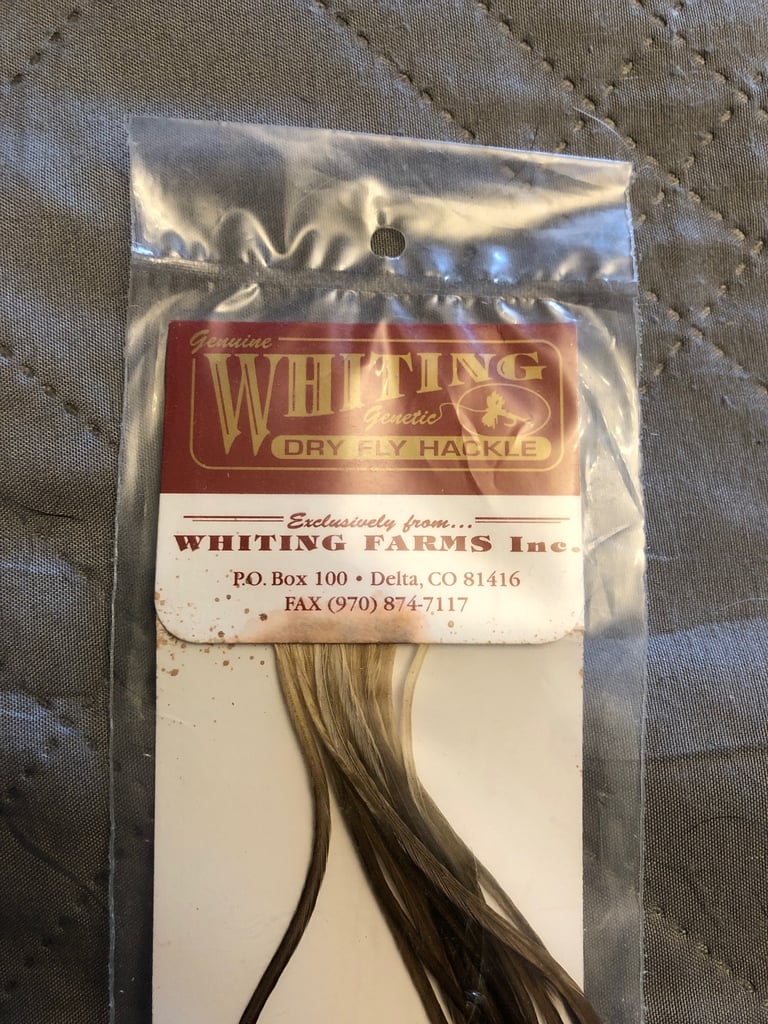 Genuine
WHITING
Genetic
DRY FLY HACKLE
Exclusively from...
WHITING FARMS Inc.
P.O. Box 100 • Delta, CO 81416
FAX (970) 874-7117